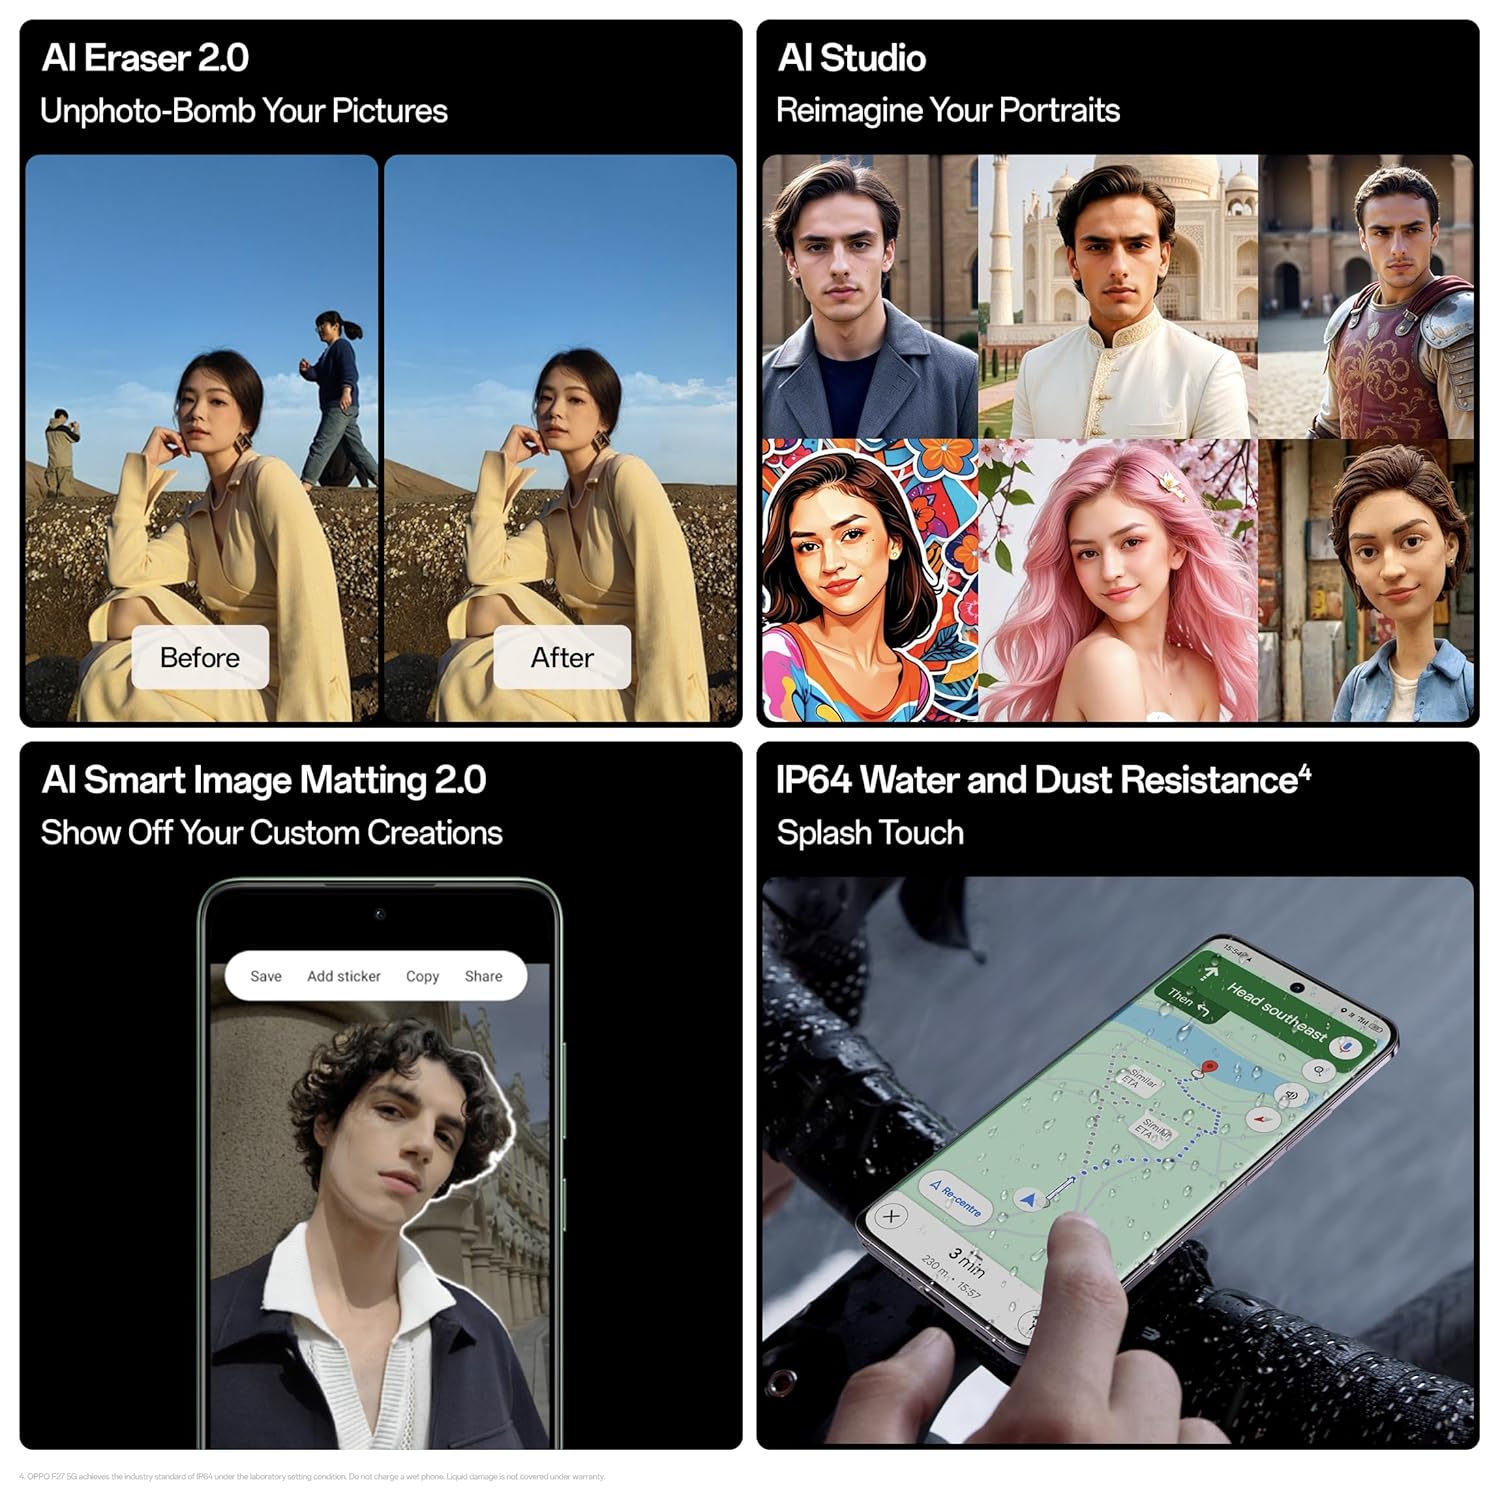 AI Eraser 2.0
Unphoto-Bomb Your Pictures
Before
After
AI Studio
Reimagine Your Portraits
AI Smart Image Matting 2.0
Show Off Your Custom Creations
Save Add sticker Copy Share
IP64 Water and Dust Resistance⁴
Splash Touch
Head southeast
Then
Similar
ETA
Similar
ETA
Re-centre
3 min
230 m • 15:57
4. OPPO F27 5G achieves the industry standard of IP64 under the laboratory setting condition. Do not charge a wet phone. Liquid damage is not covered under warranty.